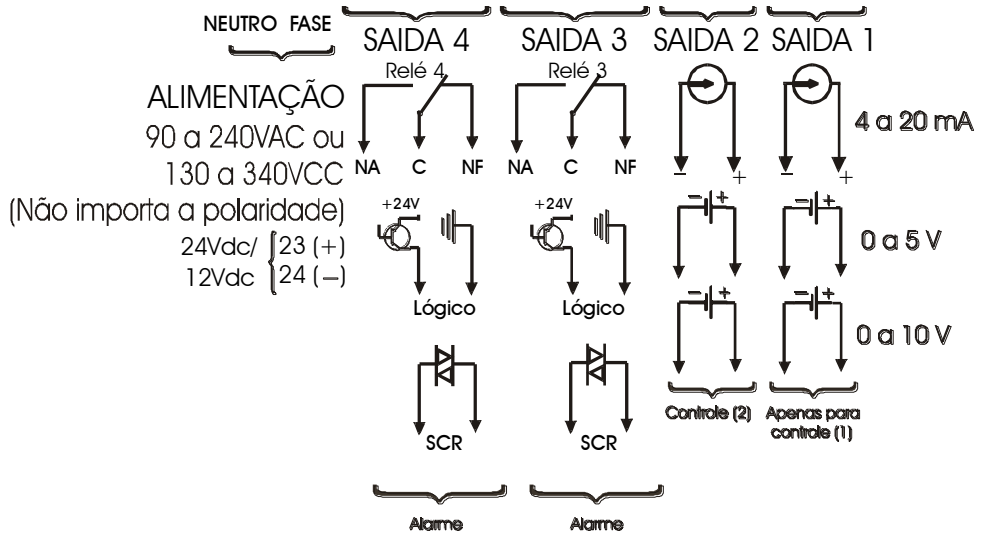 NEUTRO FASE
SAIDA 4
SAIDA 3
SAIDA 2
SAIDA 1
ALIMENTAÇÃO
90 a 240VAC ou
130 a 340VCC
(Não importa a polaridade)
24Vdc/ 23 (+)
12Vdc 24 (−)
Relé 4
NA C NF
+24V
Lógico
SCR
Alarme
Relé 3
NA C NF
+24V
Lógico
SCR
Alarme
− +
− +
4 a 20 mA
− +
− +
0 a 5 V
− +
− +
0 a 10 V
Controle (2)
Apenas para
controle (1)